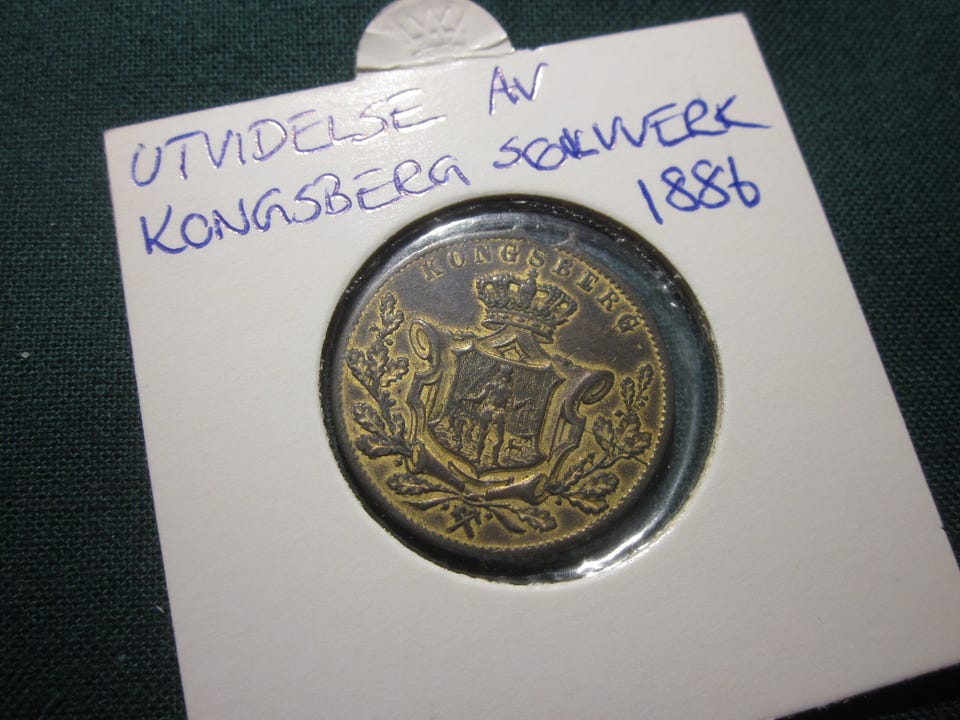 UTVIDELSE AV
KONGSBERG SØLVVERK
1886
KONGSBERG